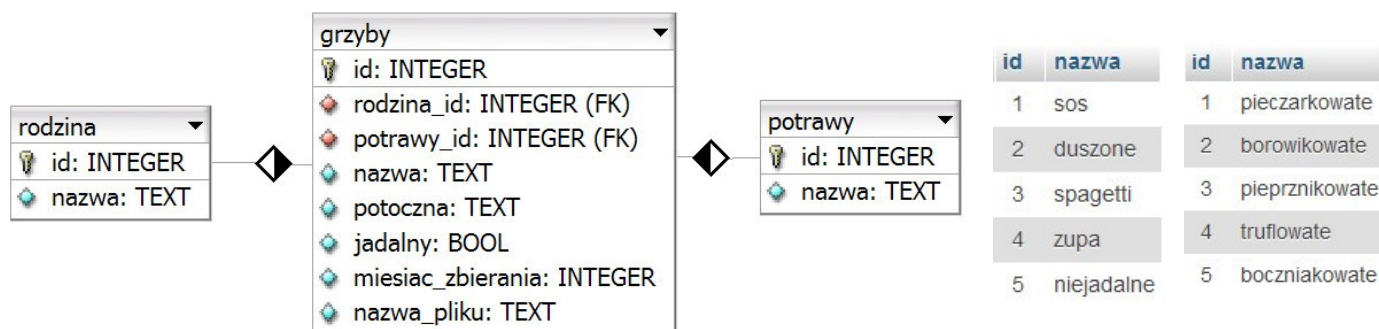 rodzina
id: INTEGER
nazwa: TEXT
grzyby
id: INTEGER
rodzina_id: INTEGER (FK)
potrawy_id: INTEGER (FK)
nazwa: TEXT
potoczna: TEXT
jadalny: BOOL
miesiac_zbierania: INTEGER
nazwa_pliku: TEXT
potrawy
id: INTEGER
nazwa: TEXT
id nazwa
1 sos
2 duszone
3 spagetti
4 zupa
5 niejadalne
id nazwa
1 pieczarkowate
2 borowikowate
3 pieprznikowate
4 truflowate
5 boczniakowate